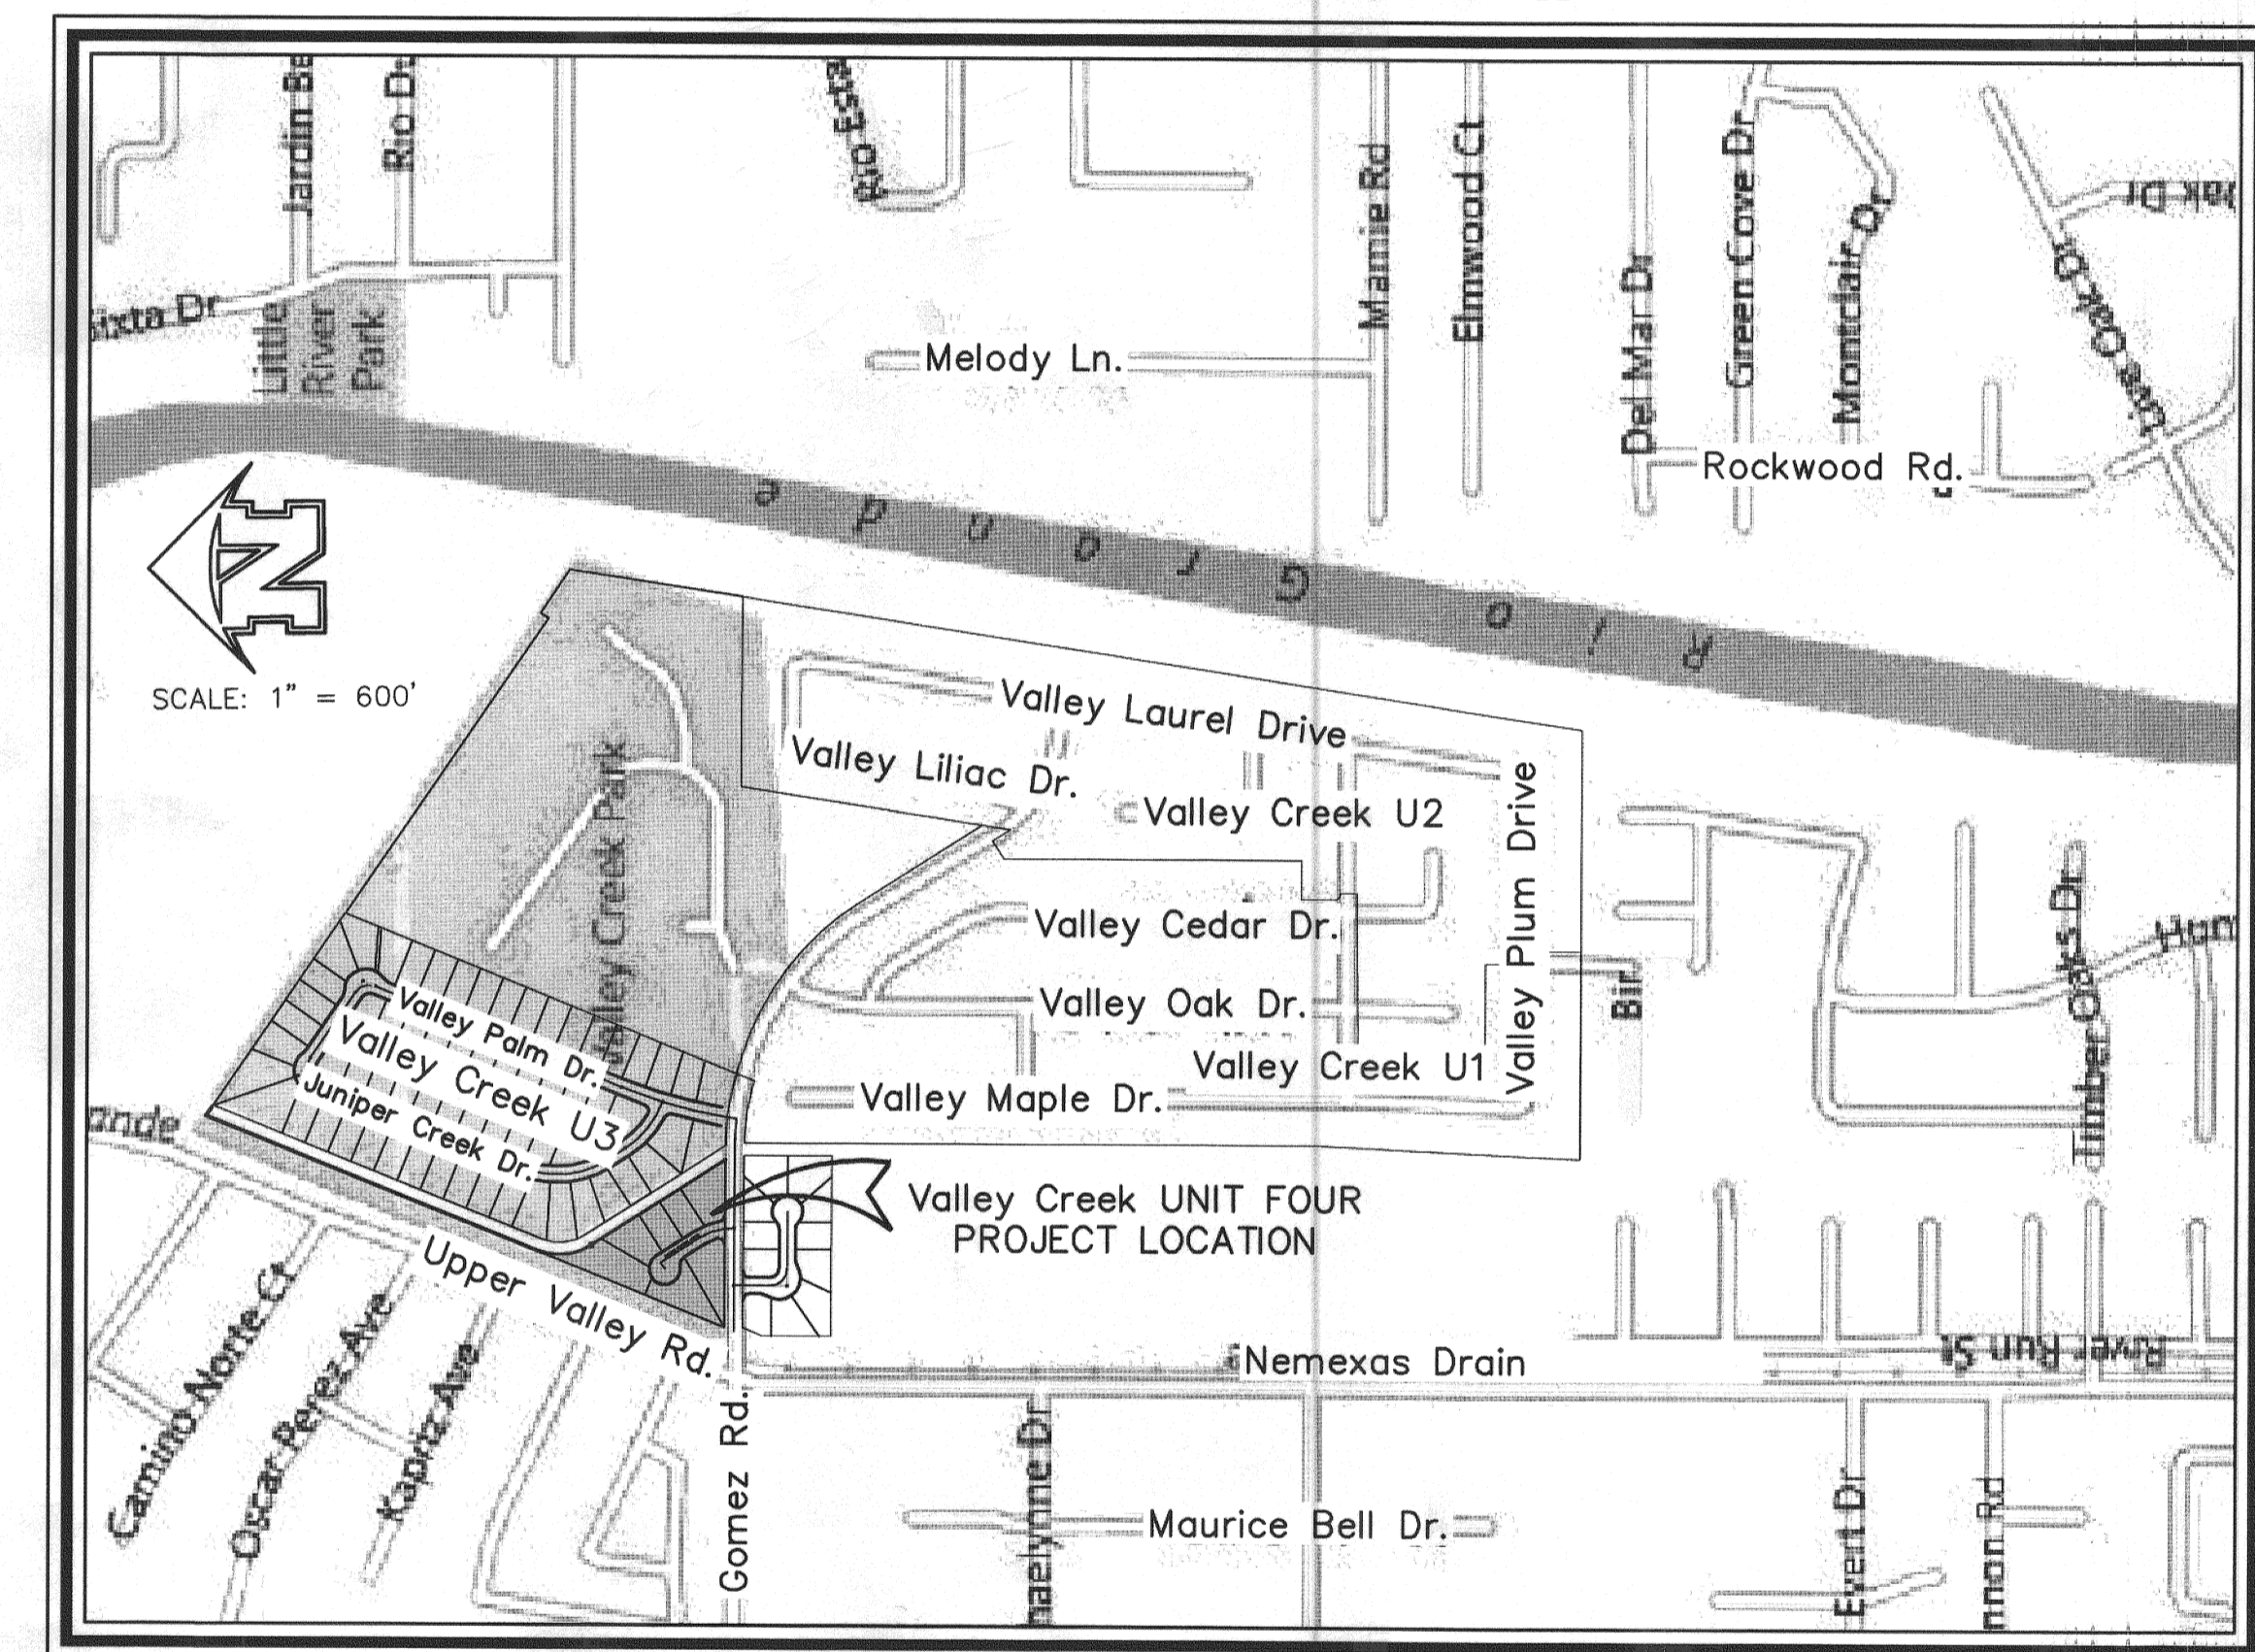 Jardin
Rio
Rio
Mamie Rd
Elmwood Ct
Del Mar Dr
Green Cove Dr
Montclair Dr
Dr
Dr
Little
River
Park
Melody Ln.
Rockwood Rd.
Rio Grande
N
SCALE: 1" = 600'
Valley Laurel Drive
Valley Liliac Dr.
Valley Creek U2
Valley Plum Drive
Valley Creek Park
Valley Cedar Dr.
Valley Oak Dr.
Valley Creek U1
Valley Maple Dr.
Valley Palm Dr.
Valley Creek U3
Juniper Creek Dr.
Timber Oaks Dr
Valley Creek UNIT FOUR
PROJECT LOCATION
Upper Valley Rd.
Camino Norte Ct
Oscar Perez Ave
Kapitz Ave
Gomez Rd.
Nemexas Drain
River Run St
Maurice Bell Dr.
Evert Dr
Rd